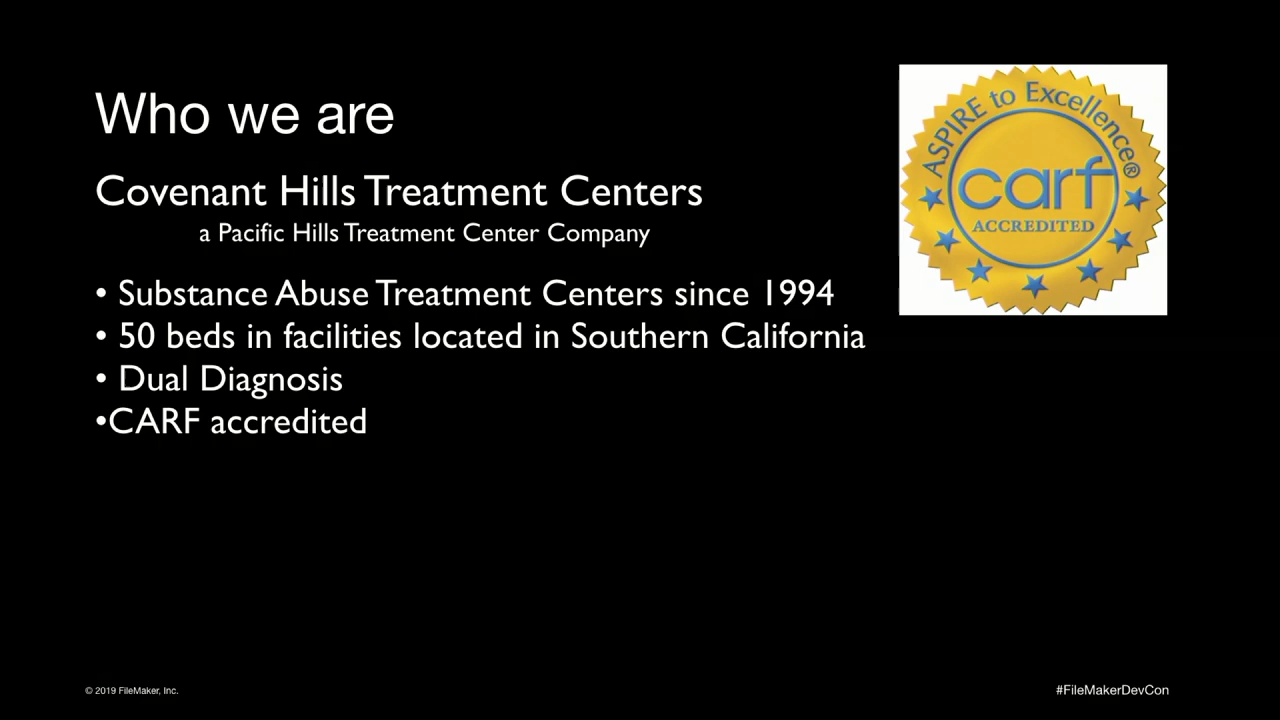 Who we are
Covenant Hills Treatment Centers
a Pacific Hills Treatment Center Company
• Substance Abuse Treatment Centers since 1994
• 50 beds in facilities located in Southern California
• Dual Diagnosis
•CARF accredited
ASPIRE to Excellence®
carf
ACCREDITED
© 2019 FileMaker, Inc.
#FileMakerDevCon